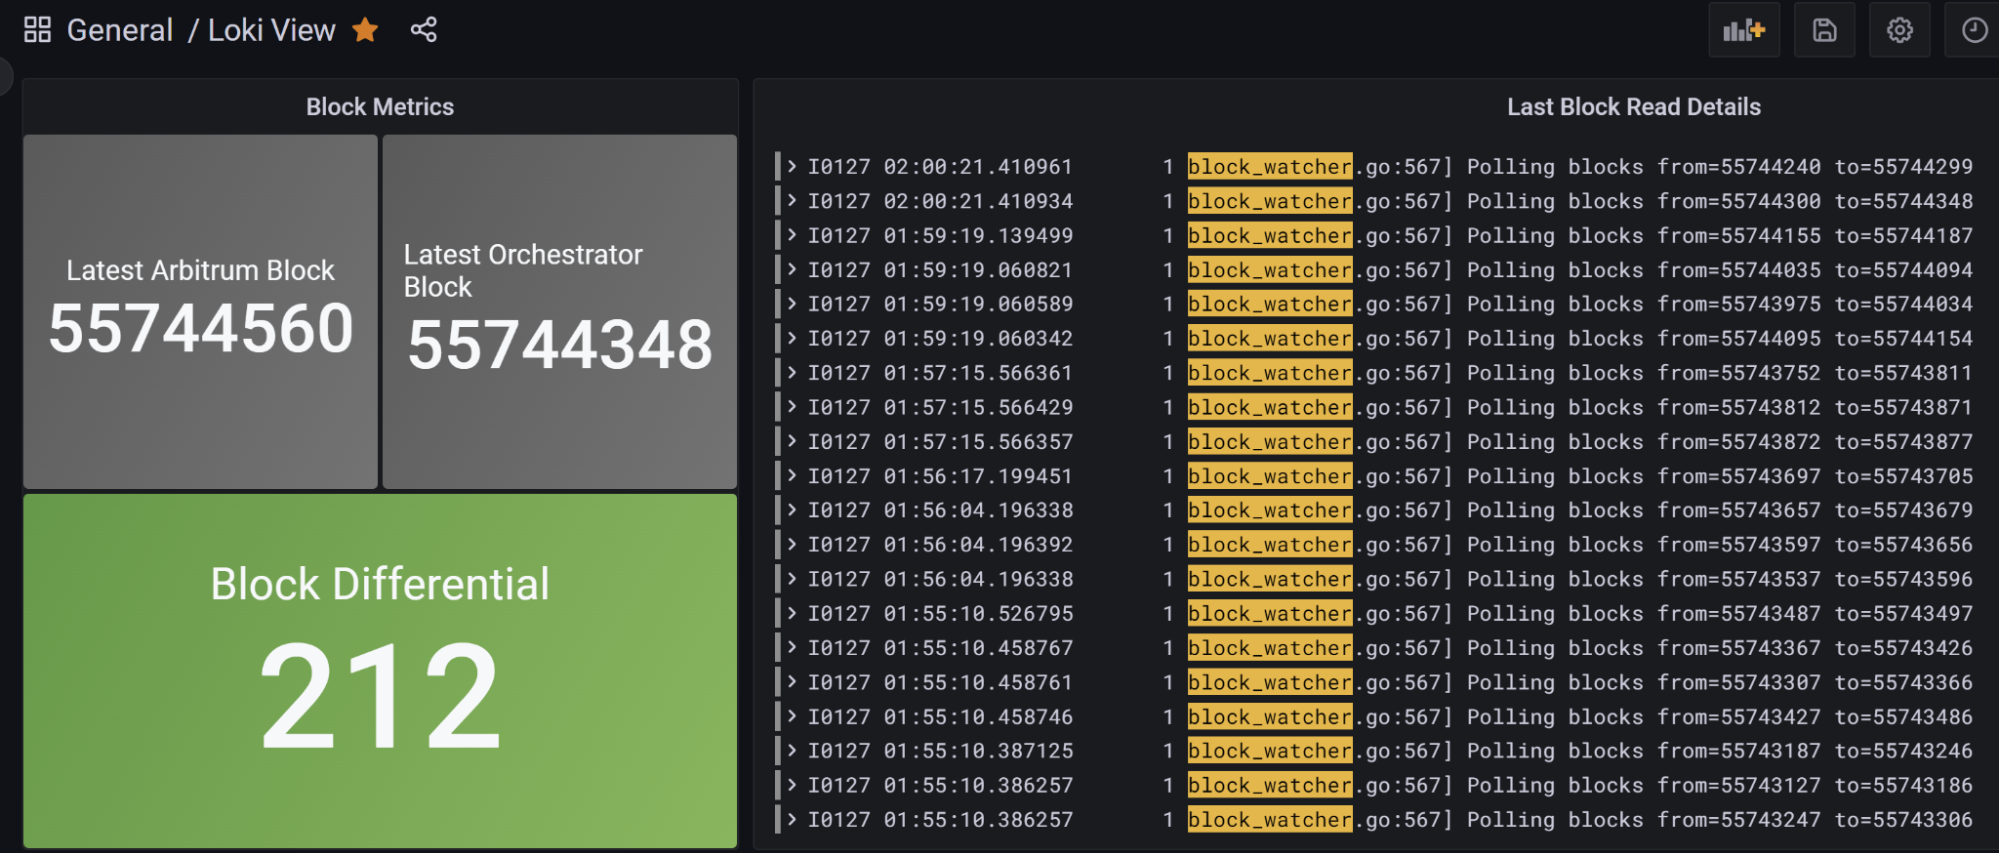 General / Loki View
Block Metrics
Latest Arbitrum Block
55744560
Latest Orchestrator
Block
55744348
Block Differential
212
Last Block Read Details
I0127 02:00:21.410961 1 block_watcher.go:567] Polling blocks from=55744240 to=55744299
I0127 02:00:21.410934 1 block_watcher.go:567] Polling blocks from=55744300 to=55744348
I0127 01:59:19.139499 1 block_watcher.go:567] Polling blocks from=55744155 to=55744187
I0127 01:59:19.060821 1 block_watcher.go:567] Polling blocks from=55744035 to=55744094
I0127 01:59:19.060589 1 block_watcher.go:567] Polling blocks from=55743975 to=55744034
I0127 01:59:19.060342 1 block_watcher.go:567] Polling blocks from=55744095 to=55744154
I0127 01:57:15.566361 1 block_watcher.go:567] Polling blocks from=55743752 to=55743811
I0127 01:57:15.566429 1 block_watcher.go:567] Polling blocks from=55743812 to=55743871
I0127 01:57:15.566357 1 block_watcher.go:567] Polling blocks from=55743872 to=55743877
I0127 01:56:17.199451 1 block_watcher.go:567] Polling blocks from=55743697 to=55743705
I0127 01:56:04.196338 1 block_watcher.go:567] Polling blocks from=55743657 to=55743679
I0127 01:56:04.196392 1 block_watcher.go:567] Polling blocks from=55743597 to=55743656
I0127 01:56:04.196338 1 block_watcher.go:567] Polling blocks from=55743537 to=55743596
I0127 01:55:10.526795 1 block_watcher.go:567] Polling blocks from=55743487 to=55743497
I0127 01:55:10.458767 1 block_watcher.go:567] Polling blocks from=55743367 to=55743426
I0127 01:55:10.458761 1 block_watcher.go:567] Polling blocks from=55743307 to=55743366
I0127 01:55:10.458746 1 block_watcher.go:567] Polling blocks from=55743427 to=55743486
I0127 01:55:10.387125 1 block_watcher.go:567] Polling blocks from=55743187 to=55743246
I0127 01:55:10.386257 1 block_watcher.go:567] Polling blocks from=55743127 to=55743186
I0127 01:55:10.386257 1 block_watcher.go:567] Polling blocks from=55743247 to=55743306